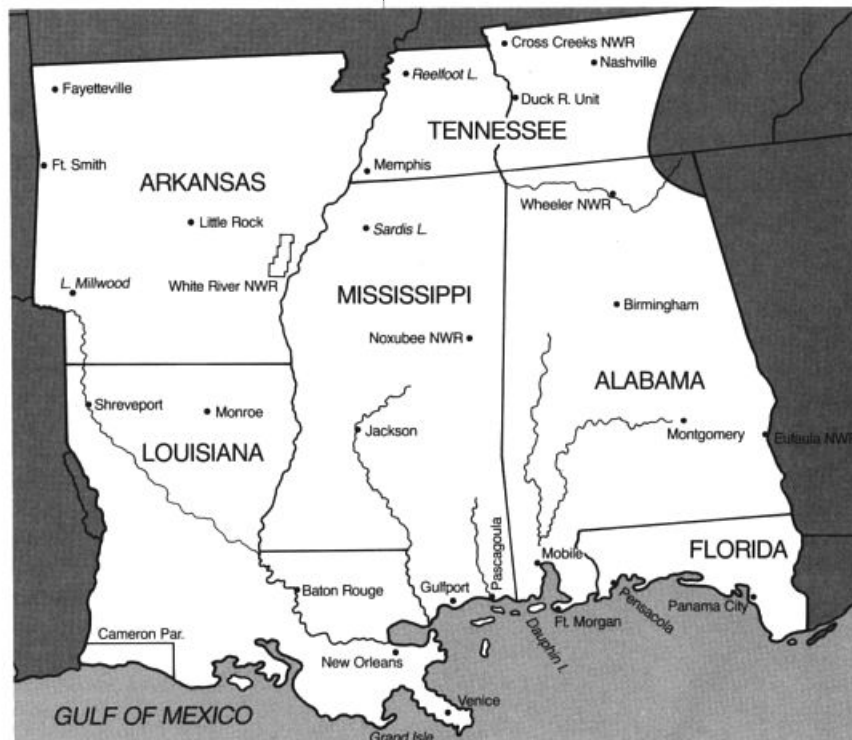 Cross Creeks NWR
Fayetteville
Reelfoot L.
Nashville
Duck R. Unit
TENNESSEE
Ft. Smith
Memphis
ARKANSAS
Wheeler NWR
Little Rock
Sardis L.
L. Millwood
White River NWR
MISSISSIPPI
Birmingham
Noxubee NWR
ALABAMA
Shreveport
Monroe
Jackson
Montgomery
Eufaula NWR
LOUISIANA
Pascagoula
Mobile
FLORIDA
Baton Rouge
Gulfport
Dauphin I.
Ft. Morgan
Pensacola
Panama City
Cameron Par.
New Orleans
Venice
GULF OF MEXICO
Grand Isle